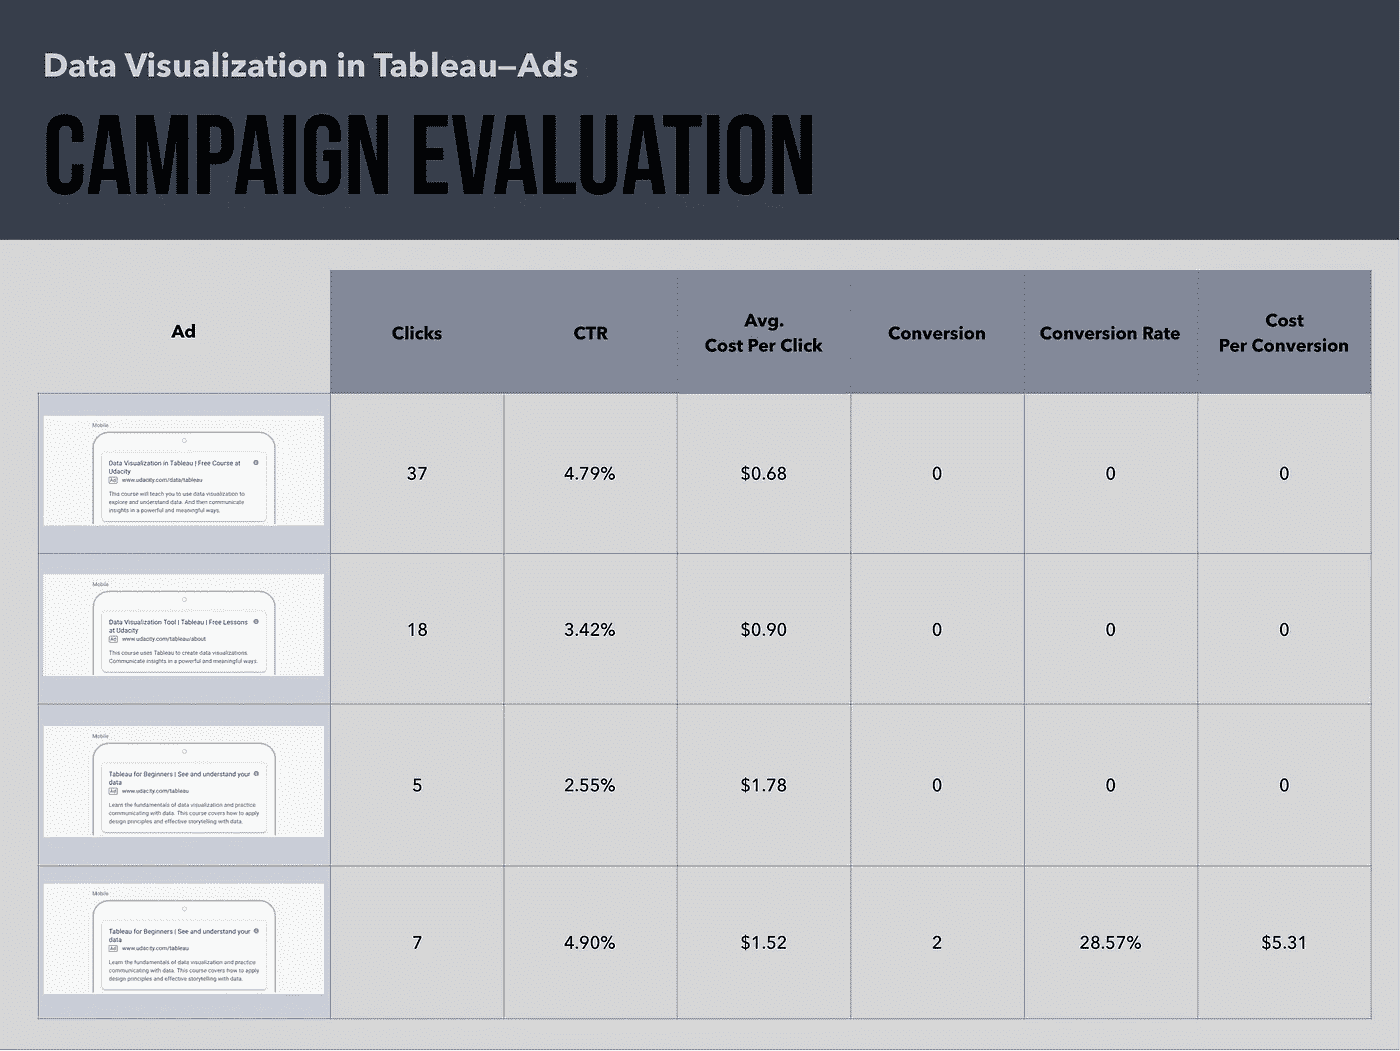 Data Visualization in Tableau—Ads
CAMPAIGN EVALUATION
Ad
Clicks
CTR
Avg.
Cost Per Click
Conversion
Conversion Rate
Cost
Per Conversion
Mobile
Data Visualization in Tableau | Free Course at
Udacity
Ad www.udacity.com/data/tableau
This course will teach you to use data visualization to
explore and understand data. And then communicate
insights in a powerful and meaningful ways.
37
4.79%
$0.68
0
0
0
Mobile
Data Visualization Tool | Tableau | Free Lessons
at Udacity
Ad www.udacity.com/tableau/about
This course uses Tableau to create data visualizations.
Communicate insights in a powerful and meaningful ways.
18
3.42%
$0.90
0
0
0
Mobile
Tableau for Beginners | See and understand your
data
Ad www.udacity.com/tableau
Learn the fundamentals of data visualization and practice
communicating with data. This course covers how to apply
design principles and effective storytelling with data.
5
2.55%
$1.78
0
0
0
Mobile
Tableau for Beginners | See and understand your
data
Ad www.udacity.com/tableau
Learn the fundamentals of data visualization and practice
communicating with data. This course covers how to apply
design principles and effective storytelling with data.
7
4.90%
$1.52
2
28.57%
$5.31